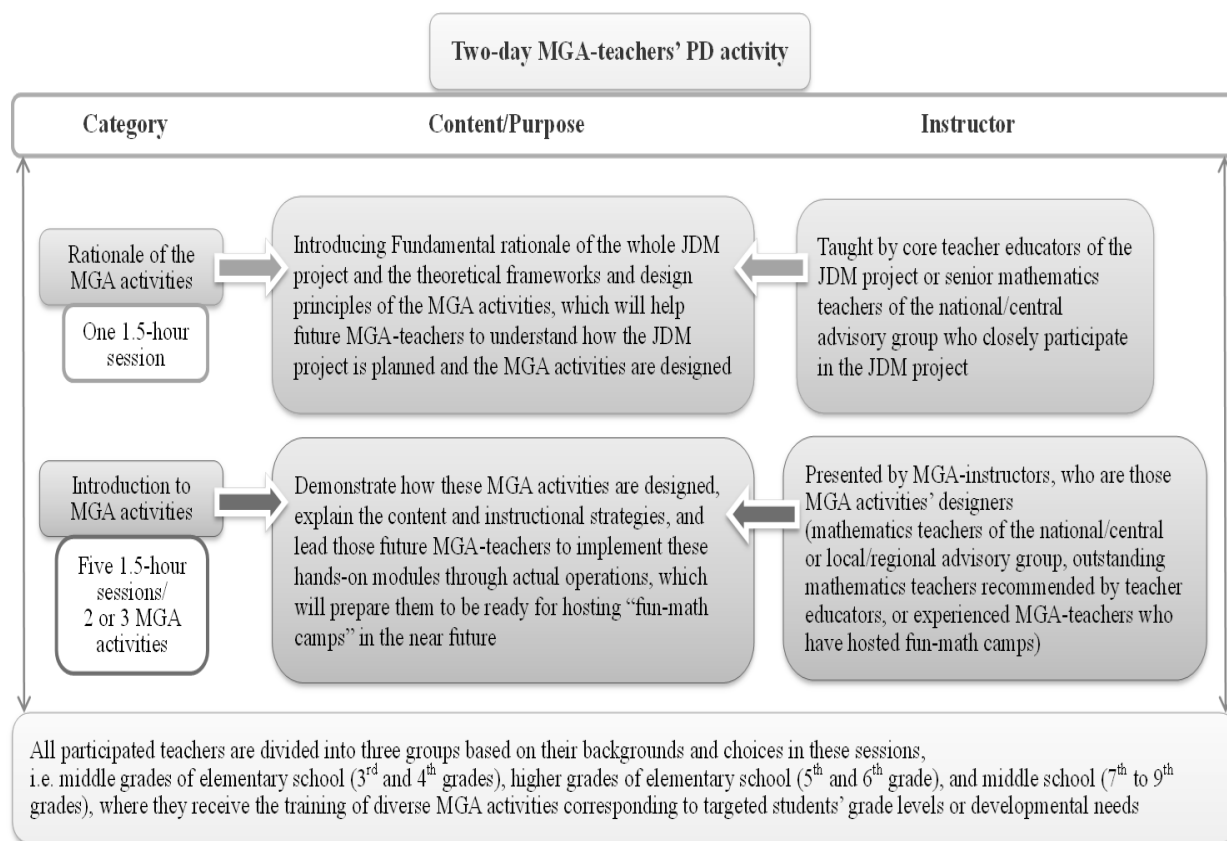 Two-day MGA-teachers' PD activity
Category
Content/Purpose
Instructor
Rationale of the
MGA activities
One 1.5-hour
session
Introducing Fundamental rationale of the whole JDM
project and the theoretical frameworks and design
principles of the MGA activities, which will help
future MGA-teachers to understand how the JDM
project is planned and the MGA activities are designed
Taught by core teacher educators of the
JDM project or senior mathematics
teachers of the national/central
advisory group who closely participate
in the JDM project
Introduction to
MGA activities
Five 1.5-hour
sessions/
2 or 3 MGA
activities
Demonstrate how these MGA activities are designed,
explain the content and instructional strategies, and
lead those future MGA-teachers to implement these
hands-on modules through actual operations, which
will prepare them to be ready for hosting “fun-math
camps” in the near future
Presented by MGA-instructors, who are those
MGA activities' designers
(mathematics teachers of the national/central
or local/regional advisory group, outstanding
mathematics teachers recommended by teacher
educators, or experienced MGA-teachers who
have hosted fun-math camps)
All participated teachers are divided into three groups based on their backgrounds and choices in these sessions,
i.e. middle grades of elementary school (3rd and 4th grades), higher grades of elementary school (5th and 6th grade), and middle school (7th to 9th
grades), where they receive the training of diverse MGA activities corresponding to targeted students' grade levels or developmental needs